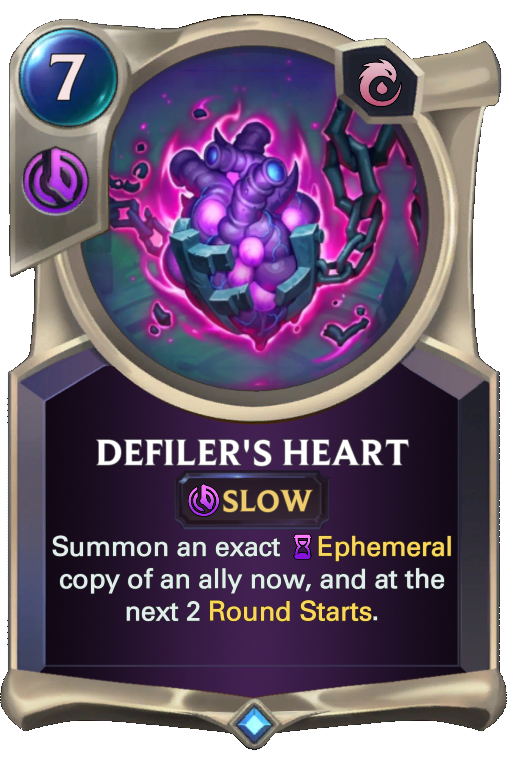 7
DEFILER'S HEART
SLOW
Summon an exact Ephemeral
copy of an ally now, and at the
next 2 Round Starts.